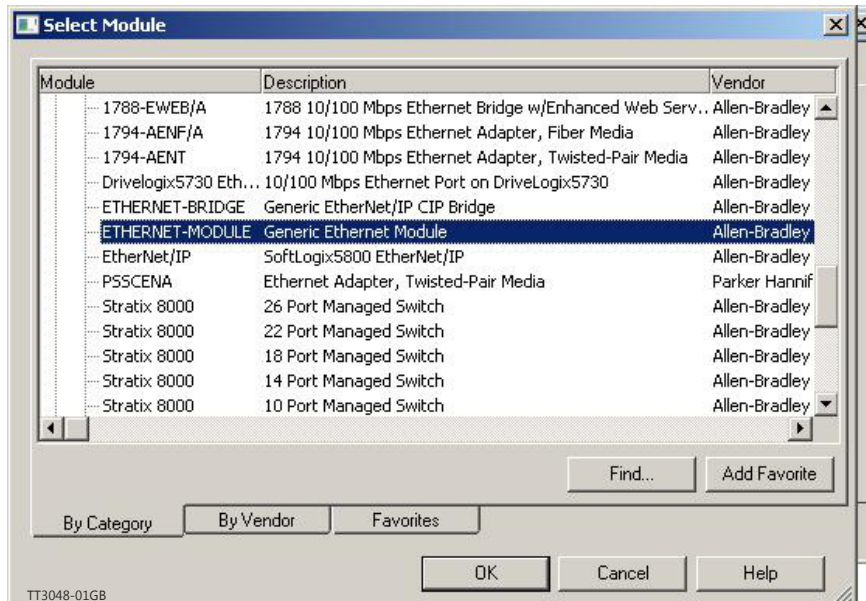 Select Module
Module Description Vendor
1788-EWEB/A 1788 10/100 Mbps Ethernet Bridge w/Enhanced Web Serv.. Allen-Bradley
1794-AENF/A 1794 10/100 Mbps Ethernet Adapter, Fiber Media Allen-Bradley
1794-AENT 1794 10/100 Mbps Ethernet Adapter, Twisted-Pair Media Allen-Bradley
Drivelogix5730 Eth... 10/100 Mbps Ethernet Port on DriveLogix5730 Allen-Bradley
ETHERNET-BRIDGE Generic EtherNet/IP CIP Bridge Allen-Bradley
ETHERNET-MODULE Generic Ethernet Module Allen-Bradley
EtherNet/IP SoftLogix5800 EtherNet/IP Allen-Bradley
PSSCENA Ethernet Adapter, Twisted-Pair Media Parker Hannif
Stratix 8000 26 Port Managed Switch Allen-Bradley
Stratix 8000 22 Port Managed Switch Allen-Bradley
Stratix 8000 18 Port Managed Switch Allen-Bradley
Stratix 8000 14 Port Managed Switch Allen-Bradley
Stratix 8000 10 Port Managed Switch Allen-Bradley
Find... Add Favorite
By Category By Vendor Favorites
OK Cancel Help
TT3048-01GB